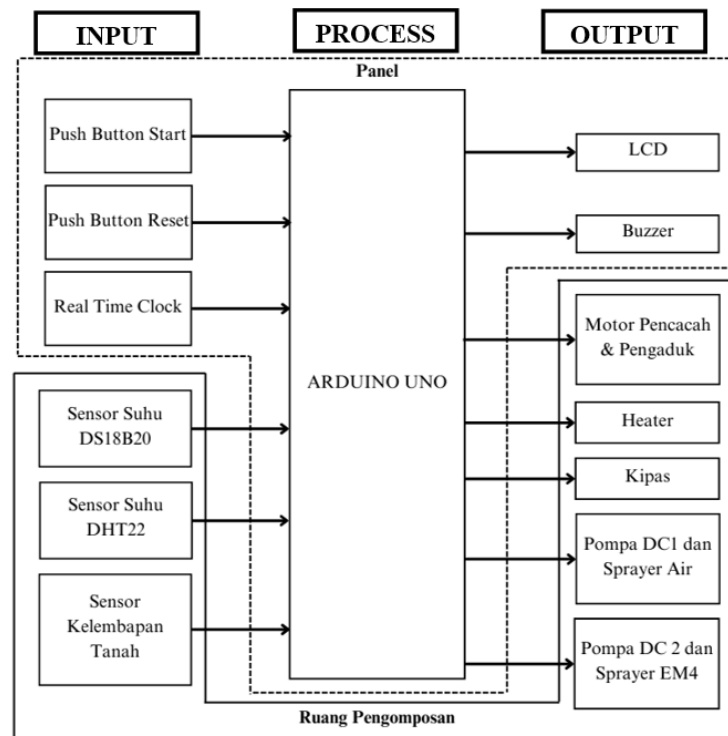 INPUT
PROCESS
OUTPUT
Panel
Push Button Start
Push Button Reset
Real Time Clock
Sensor Suhu
DS18B20
Sensor Suhu
DHT22
Sensor
Kelembapan
Tanah
ARDUINO UNO
LCD
Buzzer
Motor Pencacah
& Pengaduk
Heater
Kipas
Pompa DC1 dan
Sprayer Air
Pompa DC 2 dan
Sprayer EM4
Ruang Pengomposan